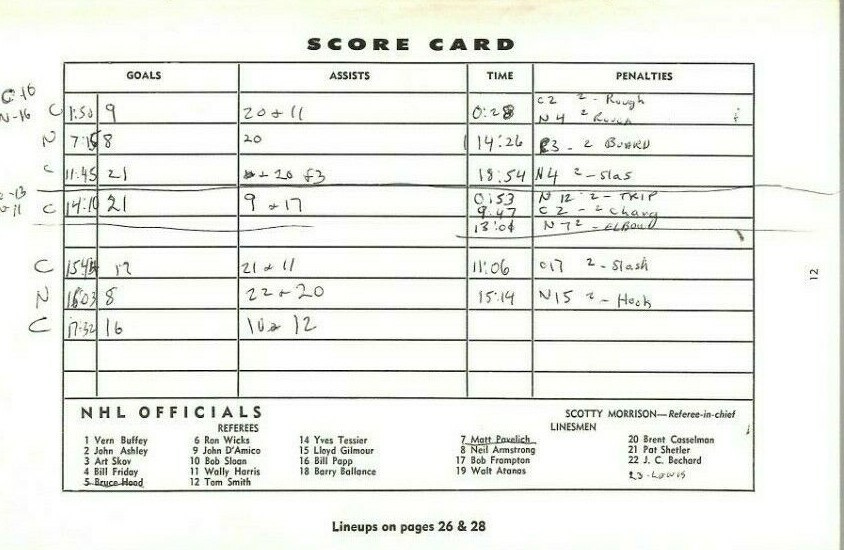 SCORE CARD
GOALS ASSISTS TIME PENALTIES
C-16
N-16
C 1:50 9 20 + 11 0:28 C2 2 - Rough
N4 2 Rough
N 7:15 8 20 14:26 C3 - 2 BOARD
C 11:45 21 20 + 3 18:54 N4 2 - Slas
C 14:10 21 9 + 17 0:53 N 12 2 - TRIP
9:47 C2 - 2 Charg
13:04 N 7 2 - ELBOW
C 12 21 + 11 11:06 C17 2 - Slash
N 16:03 8 22 + 20 15:14 N15 2 - Hook
C 17:32 16 10 + 12
12
NHL OFFICIALS
SCOTTY MORRISON—Referee-in-chief
REFEREES
LINESMEN
1 Vern Buffey 6 Ron Wicks 14 Yves Tessier 7 Matt Pavelich 20 Brent Casselman
2 John Ashley 9 John D'Amico 15 Lloyd Gilmour 8 Neil Armstrong 21 Pat Shetler
3 Art Skov 10 Bob Sloan 16 Bill Papp 17 Bob Frampton 22 J. C. Bechard
4 Bill Friday 11 Wally Harris 18 Barry Ballance 19 Walt Atanas 23 - Lewis
5 Bruce Hood 12 Tom Smith
Lineups on pages 26 & 28